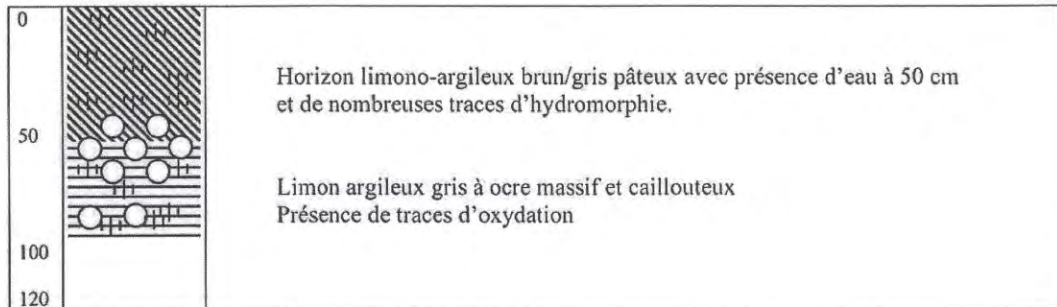 0
Horizon limono-argileux brun/gris pâteux avec présence d'eau à 50 cm
et de nombreuses traces d'hydromorphie.
50
Limon argileux gris à ocre massif et caillouteux
Présence de traces d'oxydation
100
120